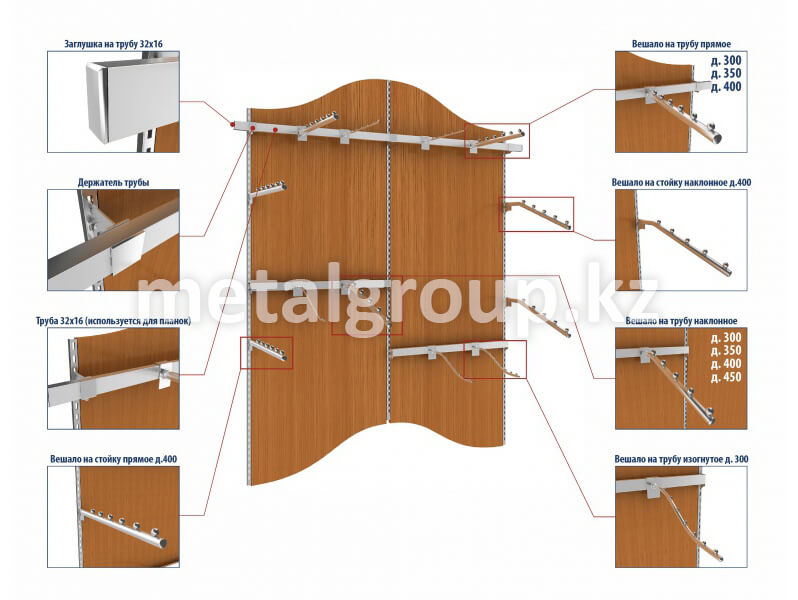 Заглушка на трубу 32х16
Вешало на трубу прямое
д. 300
д. 350
д. 400
Держатель трубы
Вешало на стойку наклонное д.400
metalgroup.kz
Труба 32х16 (используется для планок)
Вешало на трубу наклонное
д. 300
д. 350
д. 400
д. 450
Вешало на стойку прямое д.400
Вешало на трубу изогнутое д. 300